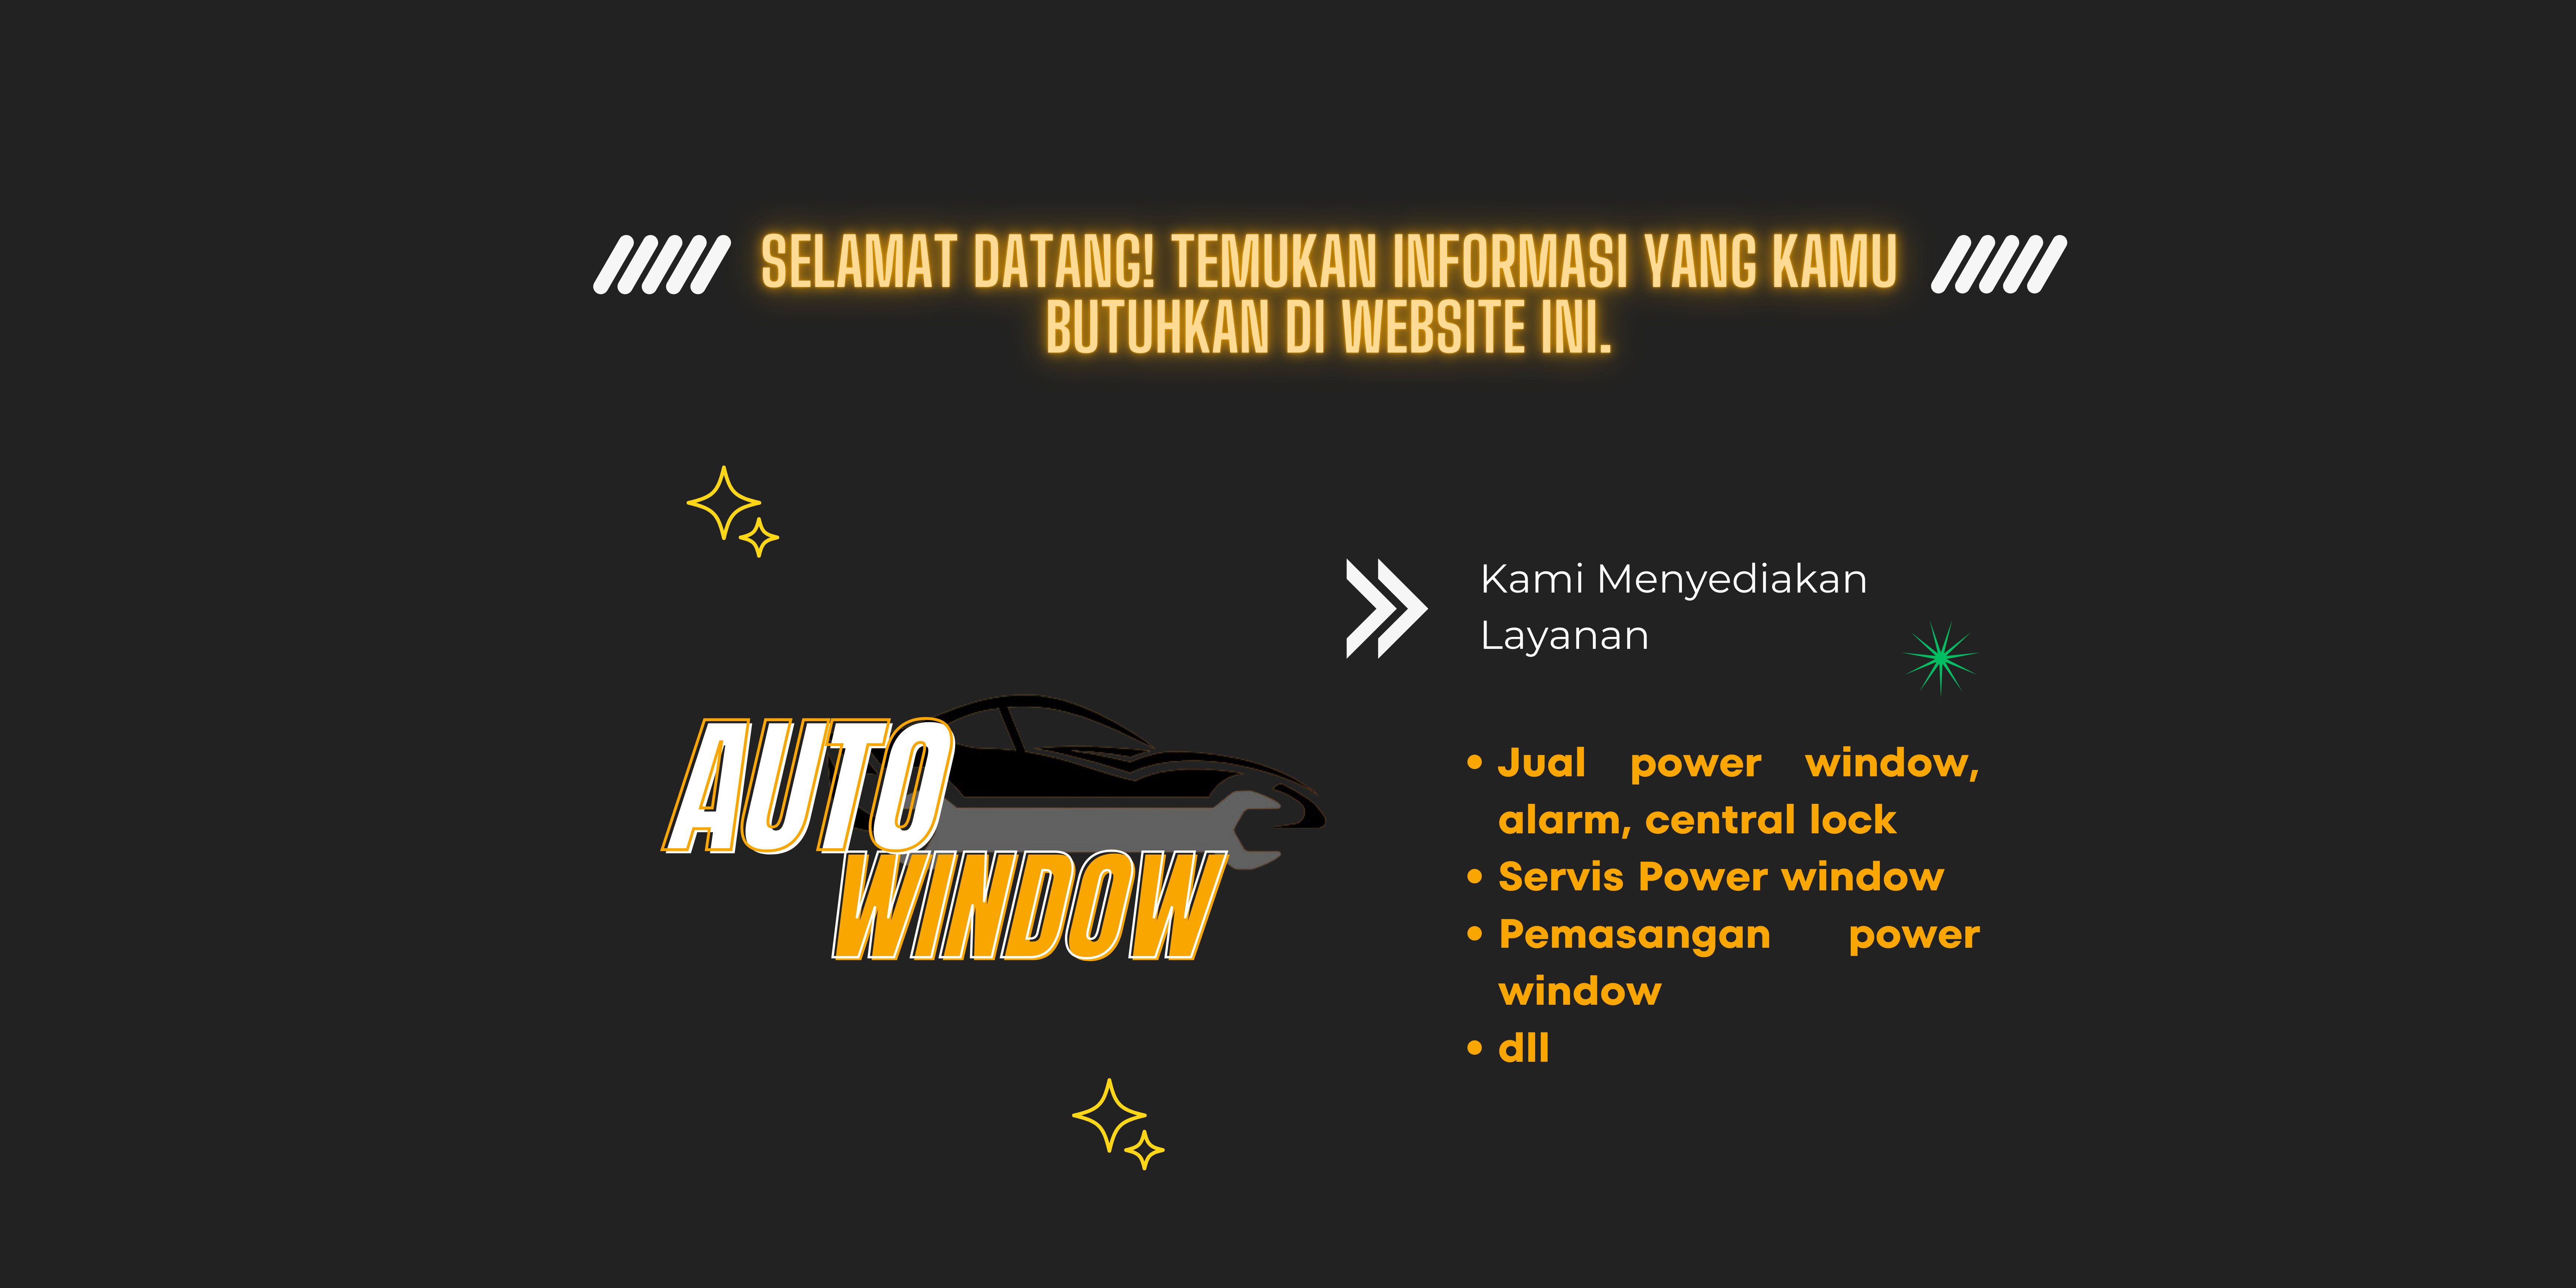 SELAMAT DATANG! TEMUKAN INFORMASI YANG KAMU
BUTUHKAN DI WEBSITE INI.
AUTO
WINDOW
Kami Menyediakan
Layanan
• Jual power window,
alarm, central lock
• Servis Power window
• Pemasangan power
window
• dll